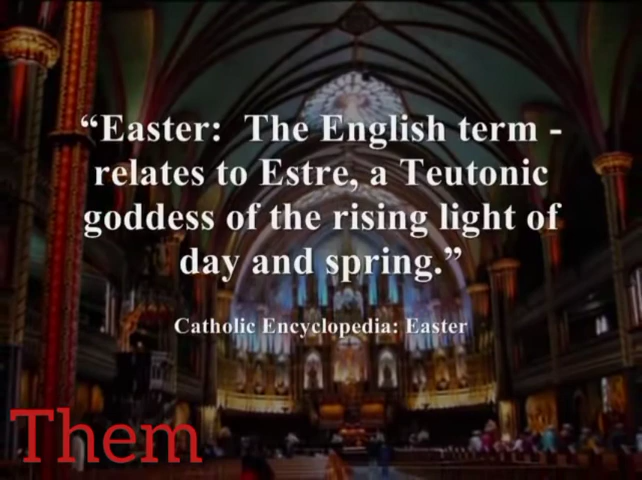 “Easter:  The English term -
relates to Estre, a Teutonic
goddess of the rising light of
day and spring.”
Catholic Encyclopedia: Easter
Them